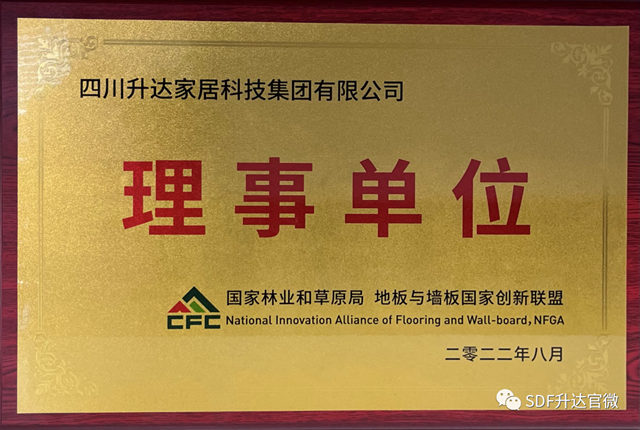 四川升达家居科技集团有限公司
理事单位
CFC
国家林业和草原局 地板与墙板国家创新联盟
National Innovation Alliance of Flooring and Wall-board, NFGA
二零二二年八月
SDF升达官微